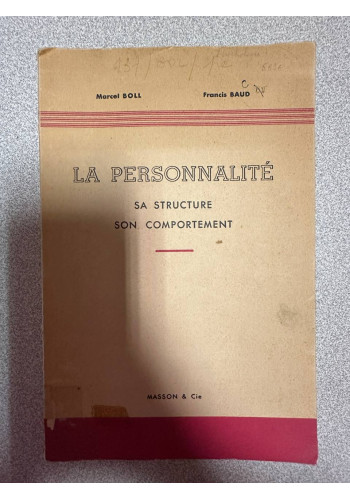 Marcel BOLL Francis BAUD
LA PERSONNALITÉ
SA STRUCTURE
SON COMPORTEMENT
MASSON & Cie